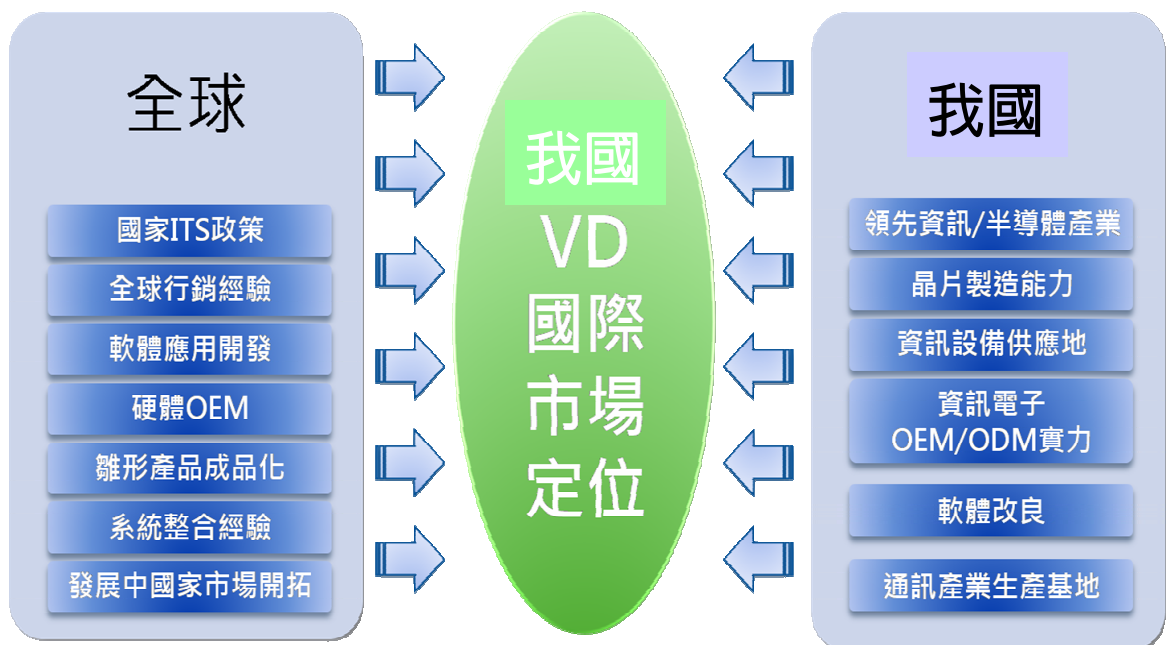 全球
國家ITS政策
全球行銷經驗
軟體應用開發
硬體OEM
雛形產品成品化
系統整合經驗
發展中國家市場開拓
我國
VD
國際
市場
定位
我國
領先資訊/半導體產業
晶片製造能力
資訊設備供應地
資訊電子
OEM/ODM實力
軟體改良
通訊產業生產基地